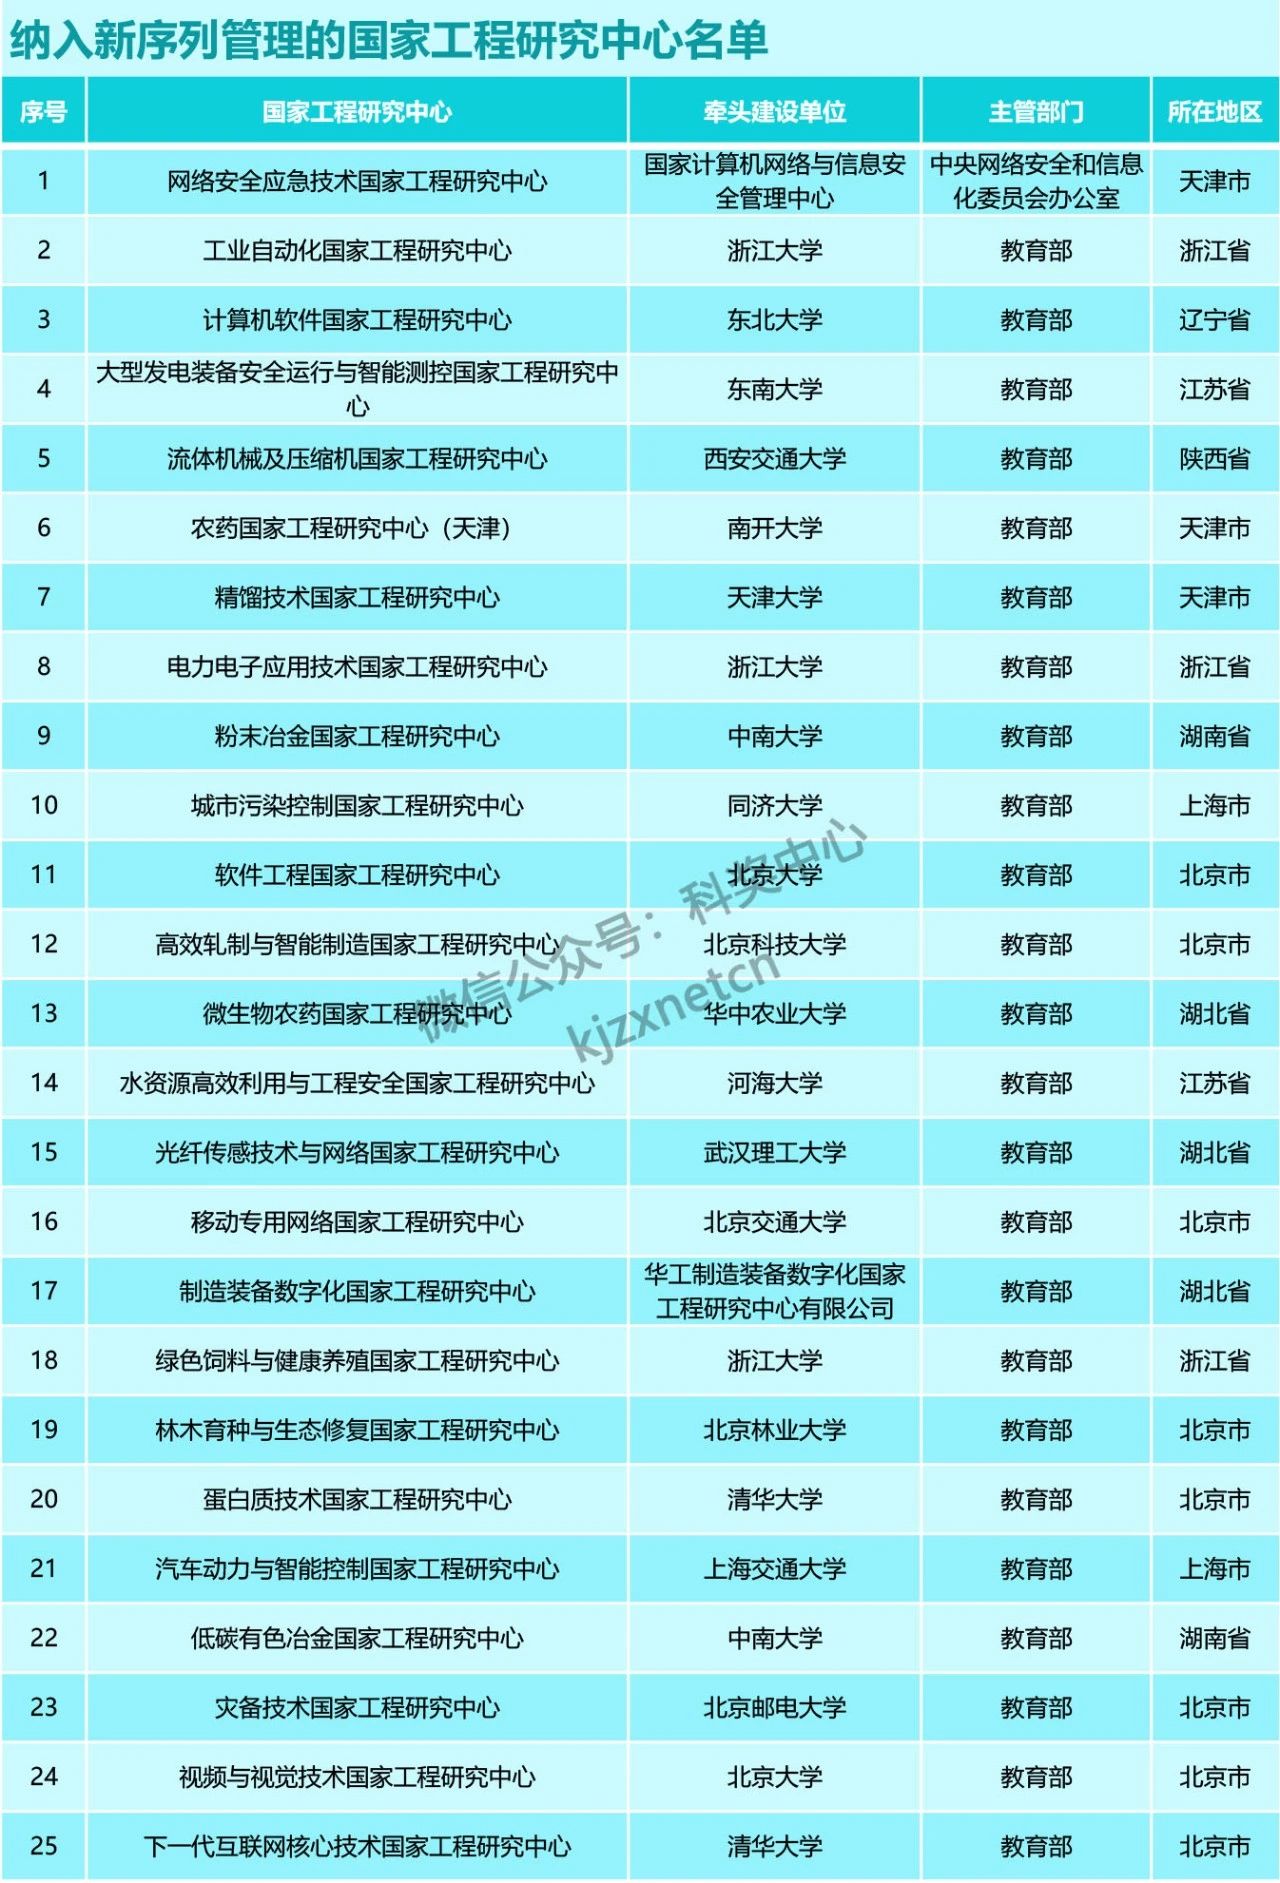 纳入新序列管理的国家工程研究中心名单
序号 国家工程研究中心 牵头建设单位 主管部门 所在地区
1 网络安全应急技术国家工程研究中心 国家计算机网络与信息安全管理中心 中央网络安全和信息化委员会办公室 天津市
2 工业自动化国家工程研究中心 浙江大学 教育部 浙江省
3 计算机软件国家工程研究中心 东北大学 教育部 辽宁省
4 大型发电装备安全运行与智能测控国家工程研究中心 东南大学 教育部 江苏省
5 流体机械及压缩机国家工程研究中心 西安交通大学 教育部 陕西省
6 农药国家工程研究中心（天津） 南开大学 教育部 天津市
7 精馏技术国家工程研究中心 天津大学 教育部 天津市
8 电力电子应用技术国家工程研究中心 浙江大学 教育部 浙江省
9 粉末冶金国家工程研究中心 中南大学 教育部 湖南省
10 城市污染控制国家工程研究中心 同济大学 教育部 上海市
11 软件工程国家工程研究中心 北京大学 教育部 北京市
12 高效轧制与智能制造国家工程研究中心 北京科技大学 教育部 北京市
13 微生物农药国家工程研究中心 华中农业大学 教育部 湖北省
14 水资源高效利用与工程安全国家工程研究中心 河海大学 教育部 江苏省
15 光纤传感技术与网络国家工程研究中心 武汉理工大学 教育部 湖北省
16 移动专用网络国家工程研究中心 北京交通大学 教育部 北京市
17 制造装备数字化国家工程研究中心 华工制造装备数字化国家工程研究中心有限公司 教育部 湖北省
18 绿色饲料与健康养殖国家工程研究中心 浙江大学 教育部 浙江省
19 林木育种与生态修复国家工程研究中心 北京林业大学 教育部 北京市
20 蛋白质技术国家工程研究中心 清华大学 教育部 北京市
21 汽车动力与智能控制国家工程研究中心 上海交通大学 教育部 上海市
22 低碳有色冶金国家工程研究中心 中南大学 教育部 湖南省
23 灾备技术国家工程研究中心 北京邮电大学 教育部 北京市
24 视频与视觉技术国家工程研究中心 北京大学 教育部 北京市
25 下一代互联网核心技术国家工程研究中心 清华大学 教育部 北京市
微信公众号：科奖中心
kjzxnetcn